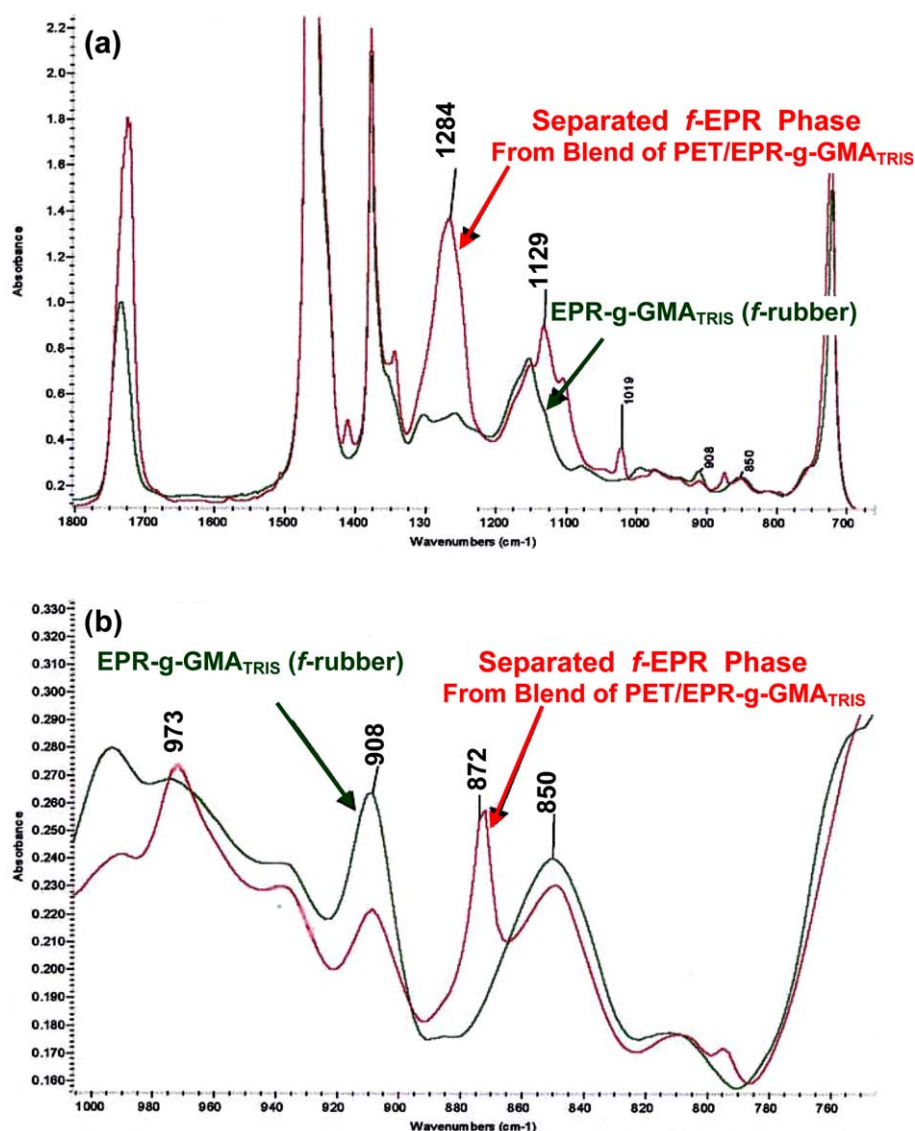 (a)
2.2
2.0
1.8
1.6
1.4
1.2
1.0
0.8
0.6
0.4
0.2
Absorbance
1284
Separated f-EPR Phase
From Blend of PET/EPR-g-GMATRIS
1129
EPR-g-GMATRIS (f-rubber)
1019
908
850
1800 1700 1600 1500 1400 1300 1200 1100 1000 900 800 700
Wavenumbers (cm-1)
(b)
0.330
0.320
0.310
0.300
0.290
0.280
0.270
0.260
0.250
0.240
0.230
0.220
0.210
0.200
0.190
0.180
0.170
0.160
Absorbance
EPR-g-GMATRIS (f-rubber)
Separated f-EPR Phase
From Blend of PET/EPR-g-GMATRIS
973
908
872
850
1000 980 960 940 920 900 880 860 840 820 800 780 760
Wavenumbers (cm-1)